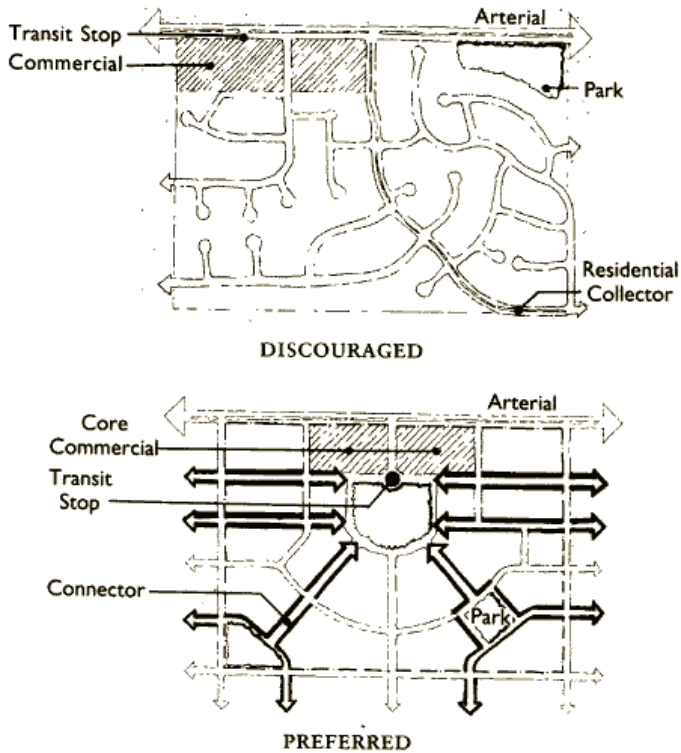 Arterial
Transit Stop
Commercial
Park
Residential
Collector
DISCOURAGED
Arterial
Core
Commercial
Transit
Stop
Connector
Park
PREFERRED